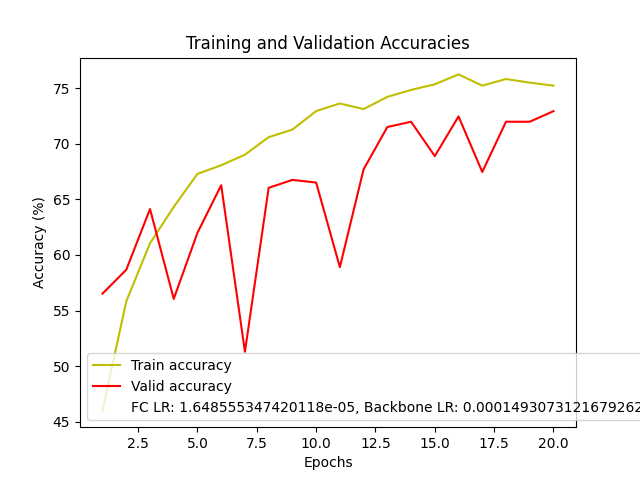 Training and Validation Accuracies
Accuracy (%)
75
70
65
60
55
50
45
Train accuracy
Valid accuracy
FC LR: 1.648555347420118e-05, Backbone LR: 0.0001493073121679262
2.5 5.0 7.5 10.0 12.5 15.0 17.5 20.0
Epochs